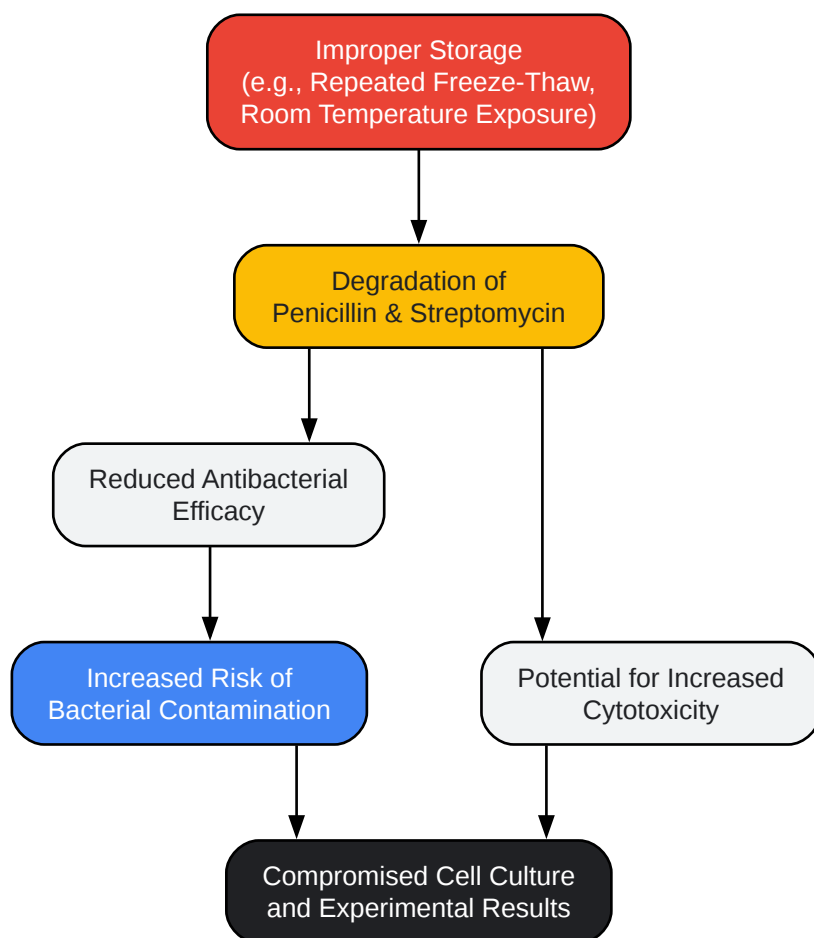 Improper Storage
(e.g., Repeated Freeze-Thaw,
Room Temperature Exposure)
Degradation of
Penicillin & Streptomycin
Reduced Antibacterial
Efficacy
Increased Risk of
Bacterial Contamination
Potential for Increased
Cytotoxicity
Compromised Cell Culture
and Experimental Results